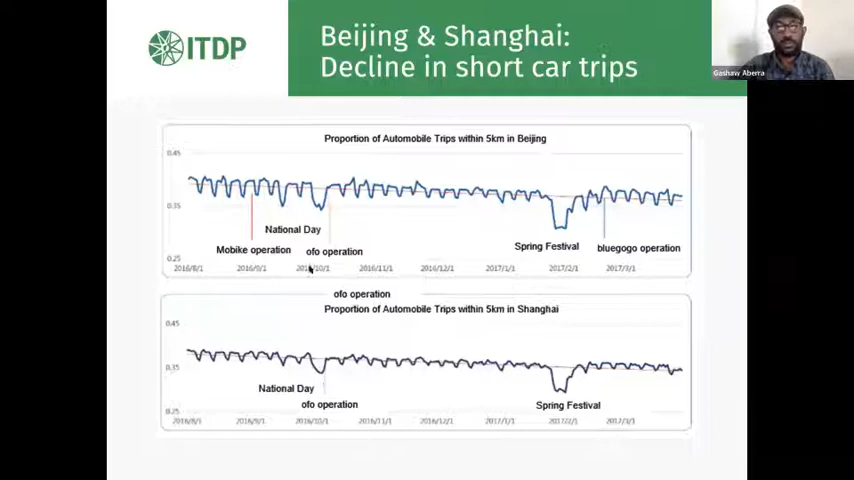 ITDP
Beijing & Shanghai:
Decline in short car trips
Gashaw Aberra
Proportion of Automobile Trips within 5km in Beijing
0.45
0.35
0.25
National Day
Mobike operation
ofo operation
Spring Festival
bluegogo operation
2016/8/1 2016/9/1 2016/10/1 2016/11/1 2016/12/1 2017/1/1 2017/2/1 2017/3/1
ofo operation
Proportion of Automobile Trips within 5km in Shanghai
0.45
0.35
0.25
National Day
ofo operation
Spring Festival
2016/8/1 2016/9/1 2016/10/1 2016/11/1 2016/12/1 2017/1/1 2017/2/1 2017/3/1